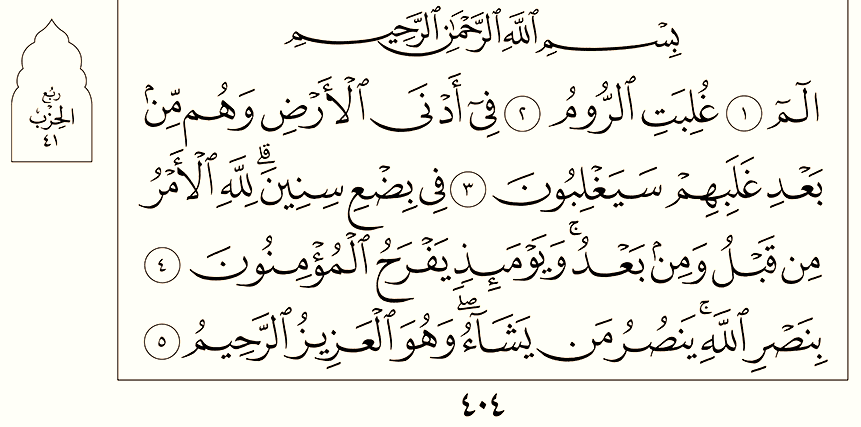 بِسْمِ ٱللَّهِ ٱلرَّحْمَٰنِ ٱلرَّحِيمِ
الٓمٓ ١ غُلِبَتِ ٱلرُّومُ ٢ فِىٓ أَدْنَى ٱلْأَرْضِ وَهُم مِّنۢ
بَعْدِ غَلَبِهِمْ سَيَغْلِبُونَ ٣ فِى بِضْعِ سِنِينَ ۗ لِلَّهِ ٱلْأَمْرُ
مِن قَبْلُ وَمِنۢ بَعْدُ ۚ وَيَوْمَئِذٍ يَفْرَحُ ٱلْمُؤْمِنُونَ ٤
بِنَصْرِ ٱللَّهِ ۚ يَنصُرُ مَن يَشَآءُ ۖ وَهُوَ ٱلْعَزِيزُ ٱلرَّحِيمُ ٥
ربع
الحِزْب
٤١
٤٠٤